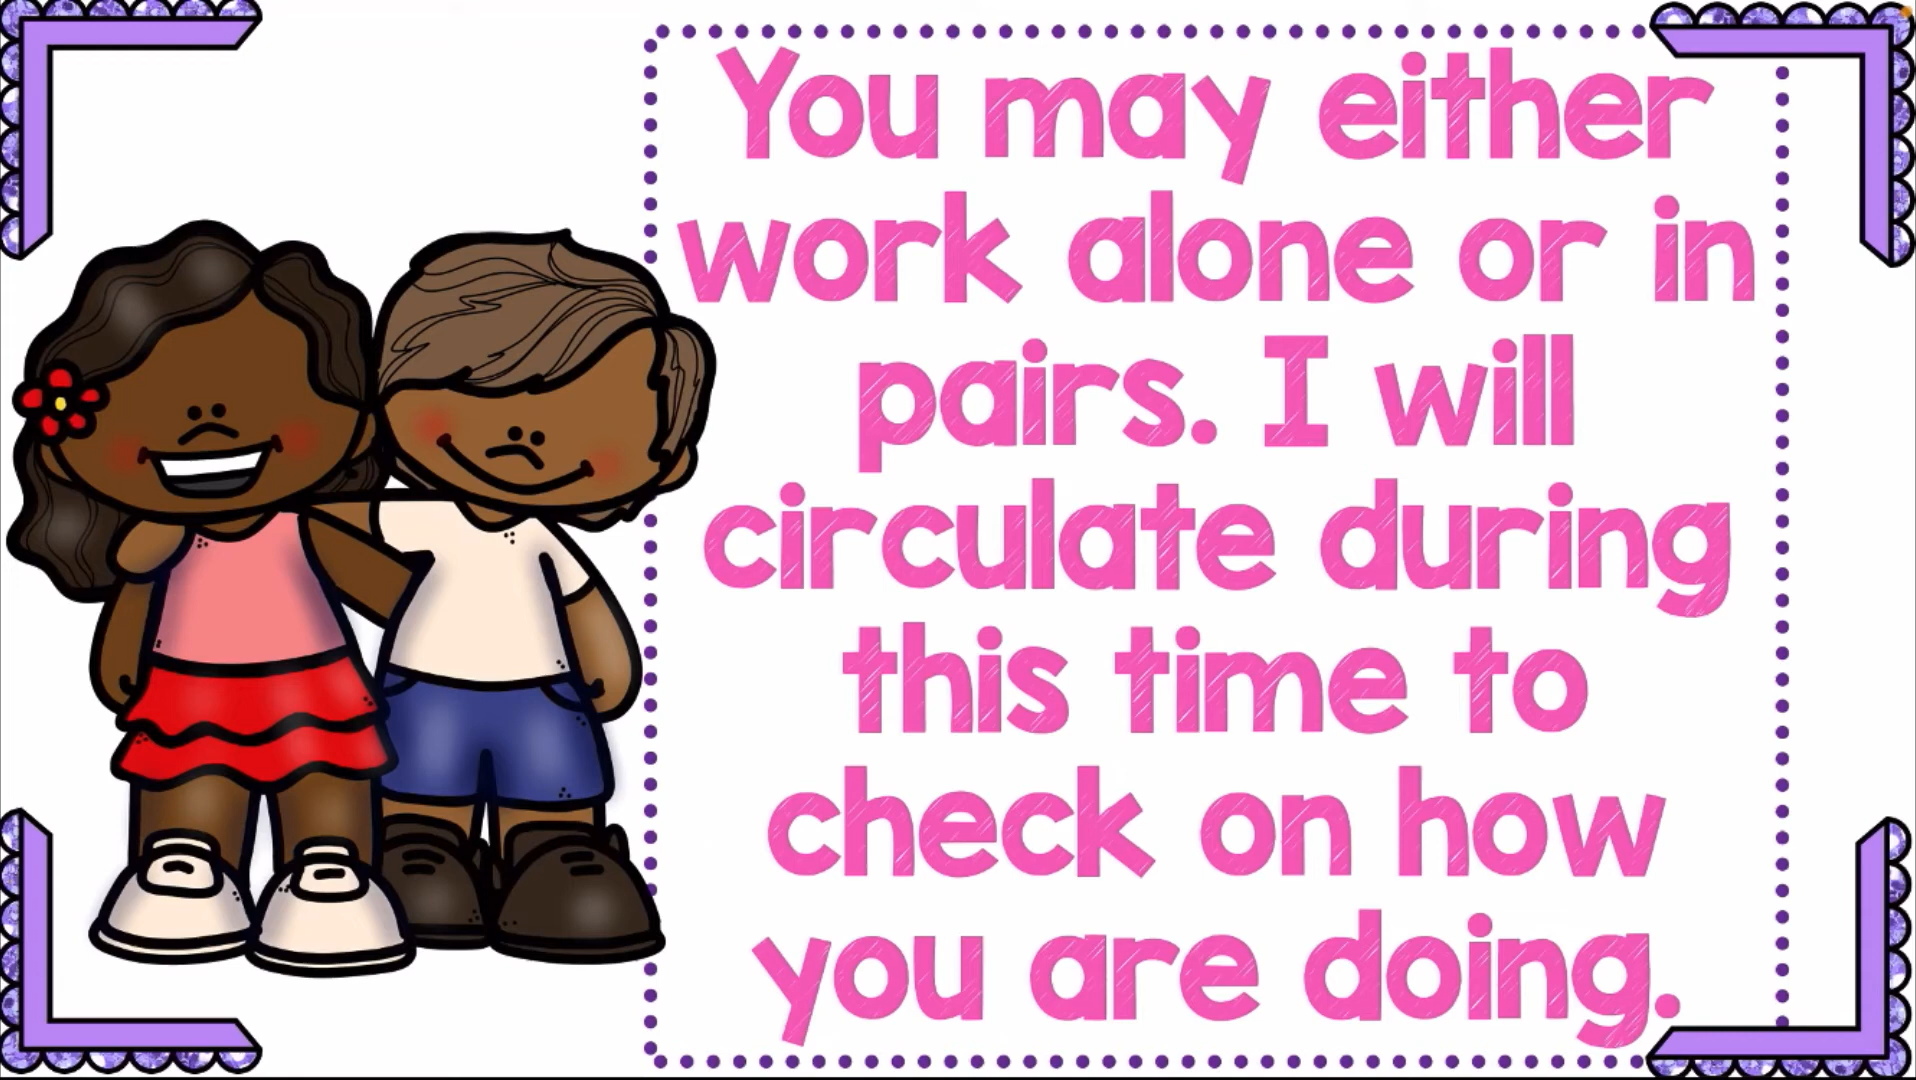 You may either
work alone or in
pairs. I will
circulate during
this time to
check on how
you are doing.